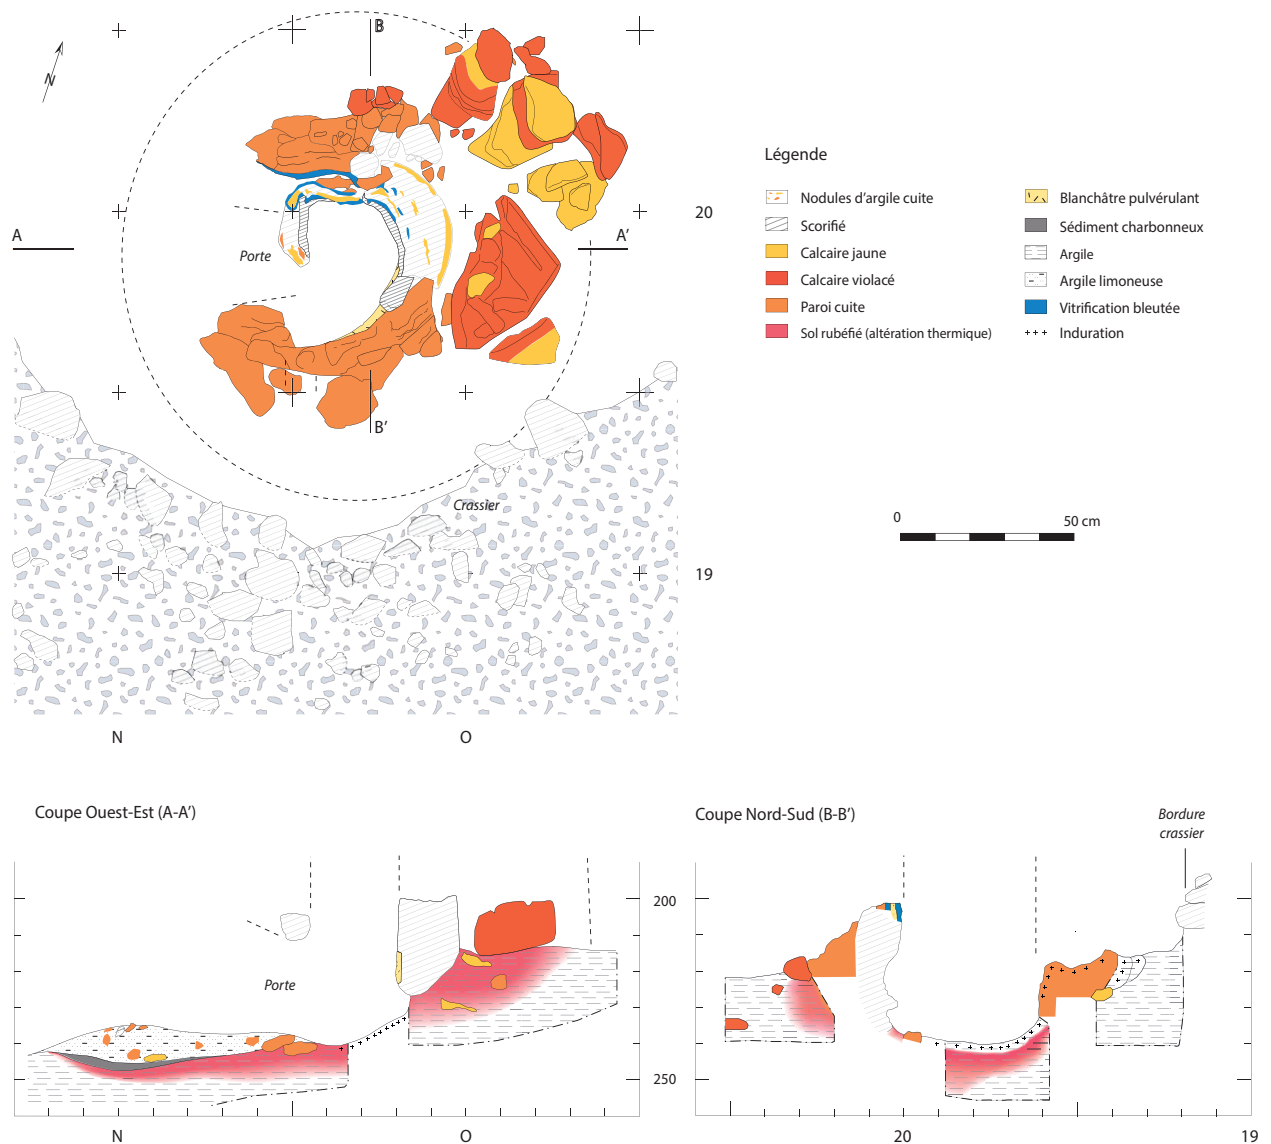 B
N
A
A’
Porte
B’
Crassier
20
19
N
O
Légende
Nodules d’argile cuite
Scorifié
Calcaire jaune
Calcaire violacé
Paroi cuite
Sol rubéfié (altération thermique)
Blanchâtre pulvérulant
Sédiment charbonneux
Argile
Argile limoneuse
Vitrification bleutée
Induration
0 50 cm
Coupe Ouest-Est (A-A’)
Porte
200
250
N
O
Coupe Nord-Sud (B-B’)
Bordure
crassier
20
19